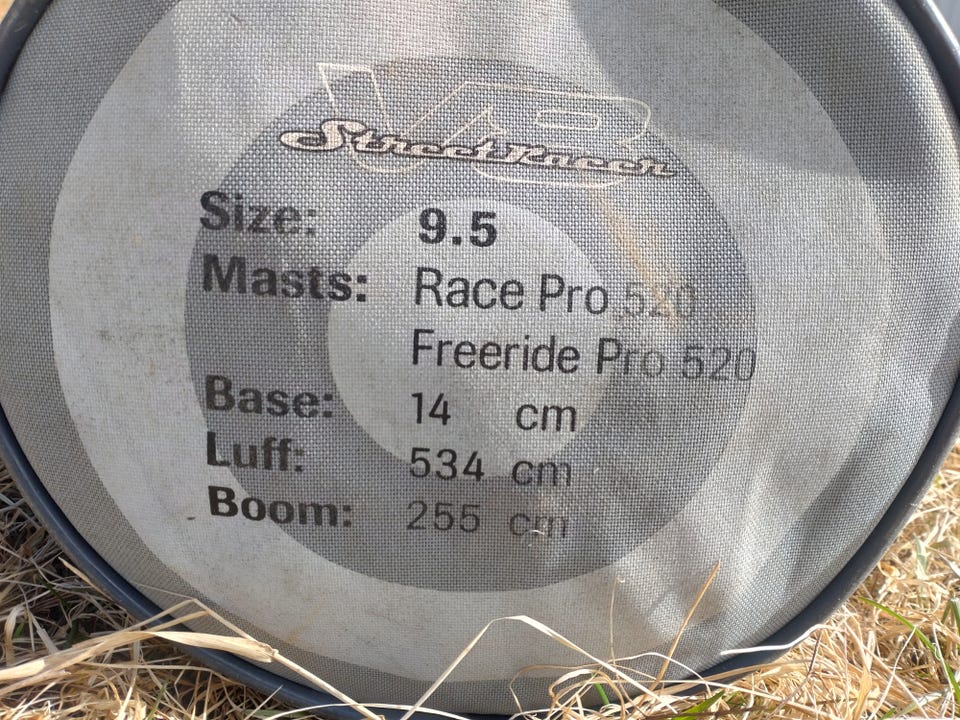 V8
StreetRacer
Size: 9.5
Masts: Race Pro 520
Freeride Pro 520
Base: 14 cm
Luff: 534 cm
Boom: 255 cm